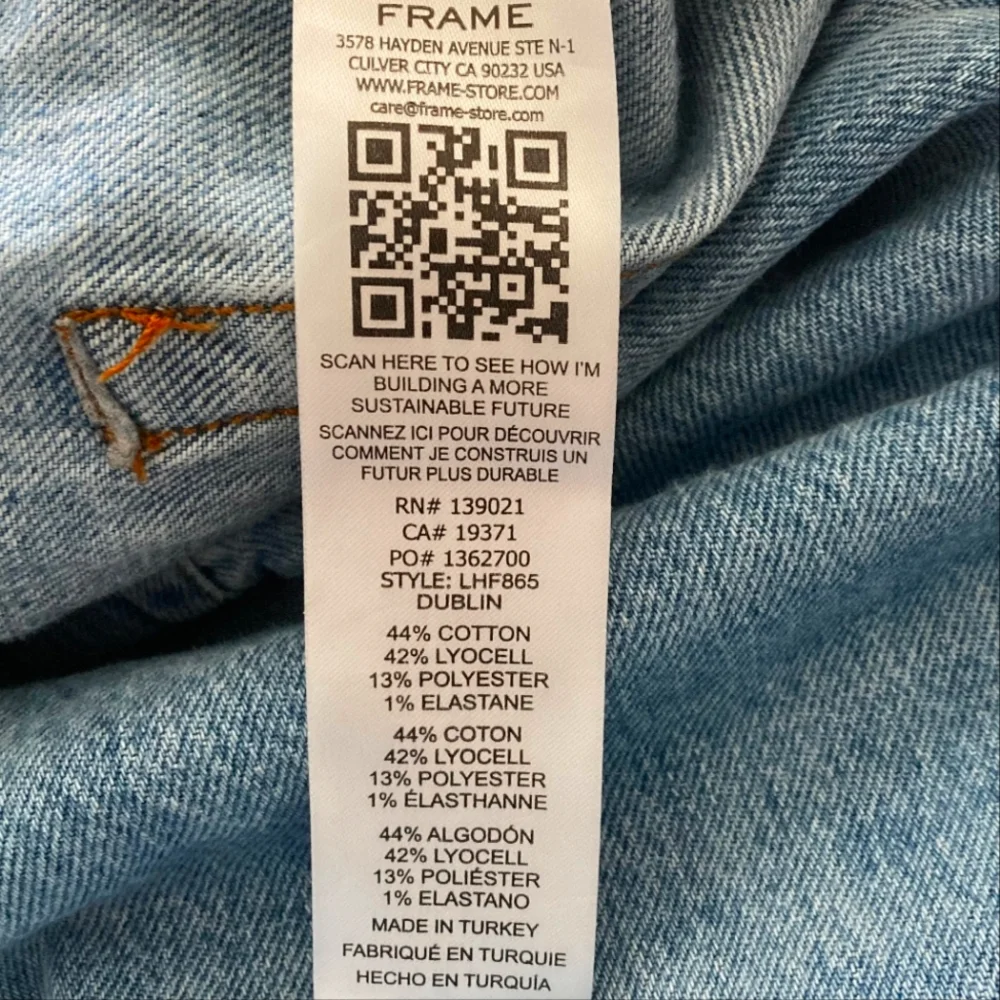 FRAME
3578 HAYDEN AVENUE STE N-1
CULVER CITY CA 90232 USA
WWW.FRAME-STORE.COM
care@frame-store.com
SCAN HERE TO SEE HOW I'M
BUILDING A MORE
SUSTAINABLE FUTURE
SCANNEZ ICI POUR DÉCOUVRIR
COMMENT JE CONSTRUIS UN
FUTUR PLUS DURABLE
RN# 139021
CA# 19371
PO# 1362700
STYLE: LHF865
DUBLIN
44% COTTON
42% LYOCELL
13% POLYESTER
1% ELASTANE
44% COTON
42% LYOCELL
13% POLYESTER
1% ÉLASTHANNE
44% ALGODÓN
42% LYOCELL
13% POLIÉSTER
1% ELASTANO
MADE IN TURKEY
FABRIQUÉ EN TURQUIE
HECHO EN TURQUÍA